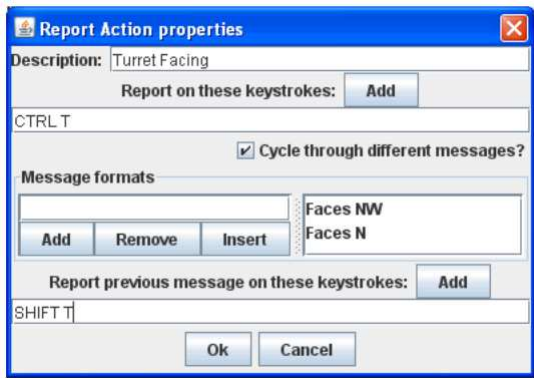 Report Action properties
Description: Turret Facing
Report on these keystrokes: Add
CTRL T
Cycle through different messages?
Message formats
Faces NW
Faces N
Add Remove Insert
Report previous message on these keystrokes: Add
SHIFT T
Ok Cancel